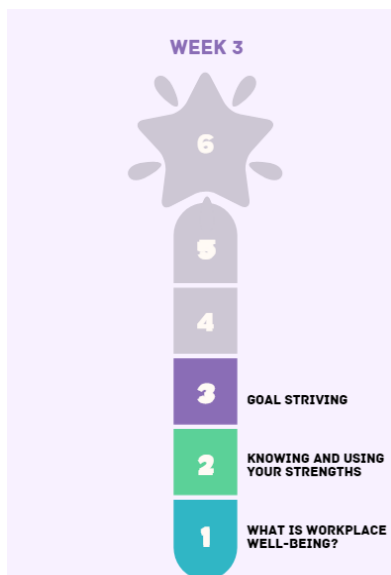 WEEK 3
6
5
4
3
GOAL STRIVING
2
KNOWING AND USING
YOUR STRENGTHS
1
WHAT IS WORKPLACE
WELL-BEING?